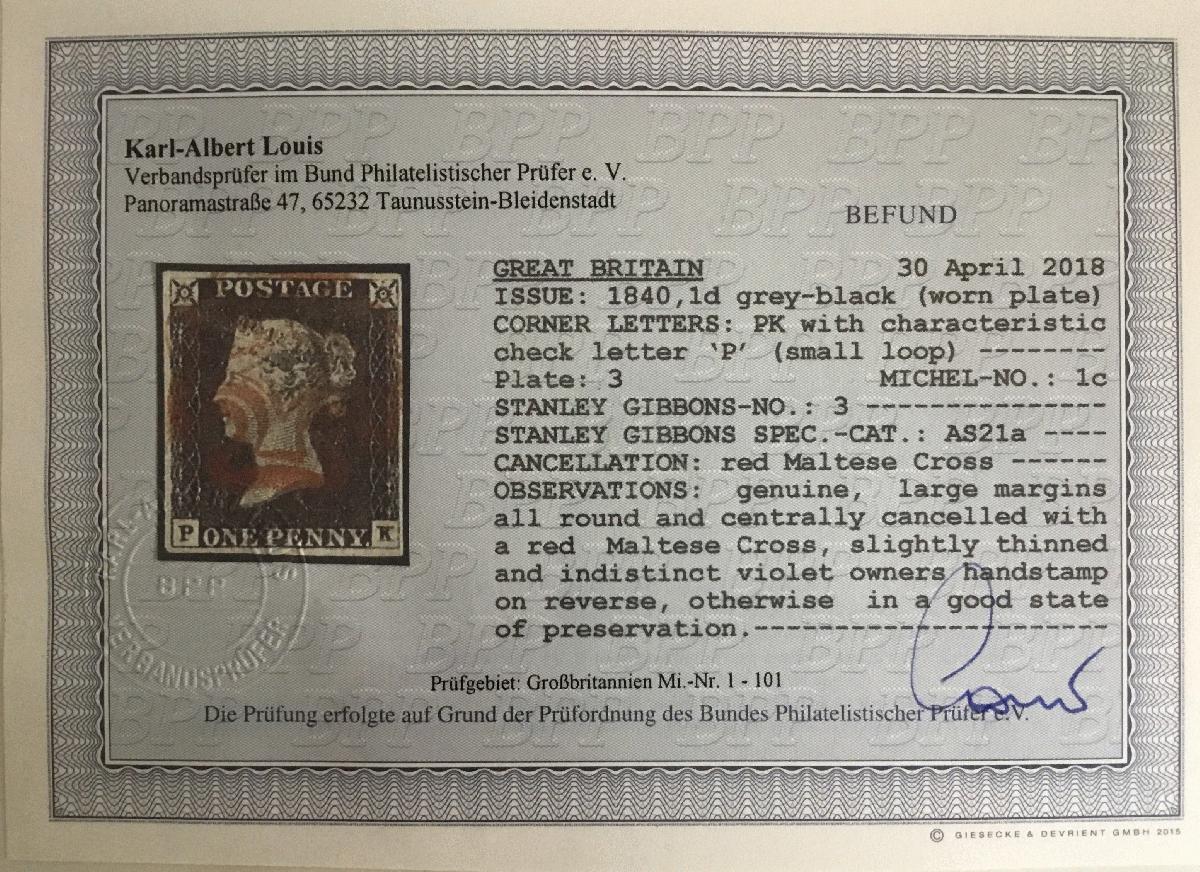 Karl-Albert Louis
Verbandsprüfer im Bund Philatelistischer Prüfer e. V.
Panoramastraße 47, 65232 Taunusstein-Bleidenstadt
BEFUND
POSTAGE
P ONE PENNY. K
GREAT BRITAIN 30 April 2018
ISSUE: 1840,1d grey-black (worn plate)
CORNER LETTERS: PK with characteristic
check letter ‘P’ (small loop) --------
Plate: 3 MICHEL-NO.: 1c
STANLEY GIBBONS-NO.: 3 ---------------
STANLEY GIBBONS SPEC.-CAT.: AS21a ----
CANCELLATION: red Maltese Cross ------
OBSERVATIONS: genuine, large margins
all round and centrally cancelled with
a red Maltese Cross, slightly thinned
and indistinct violet owners handstamp
on reverse, otherwise in a good state
of preservation.----------------------
BPP
VERBANDSPRÜFER
Prüfgebiet: Großbritannien Mi.-Nr. 1 - 101
Die Prüfung erfolgte auf Grund der Prüfordnung des Bundes Philatelistischer Prüfer e.V.
Louis
© GIESECKE & DEVRIENT GMBH 2015